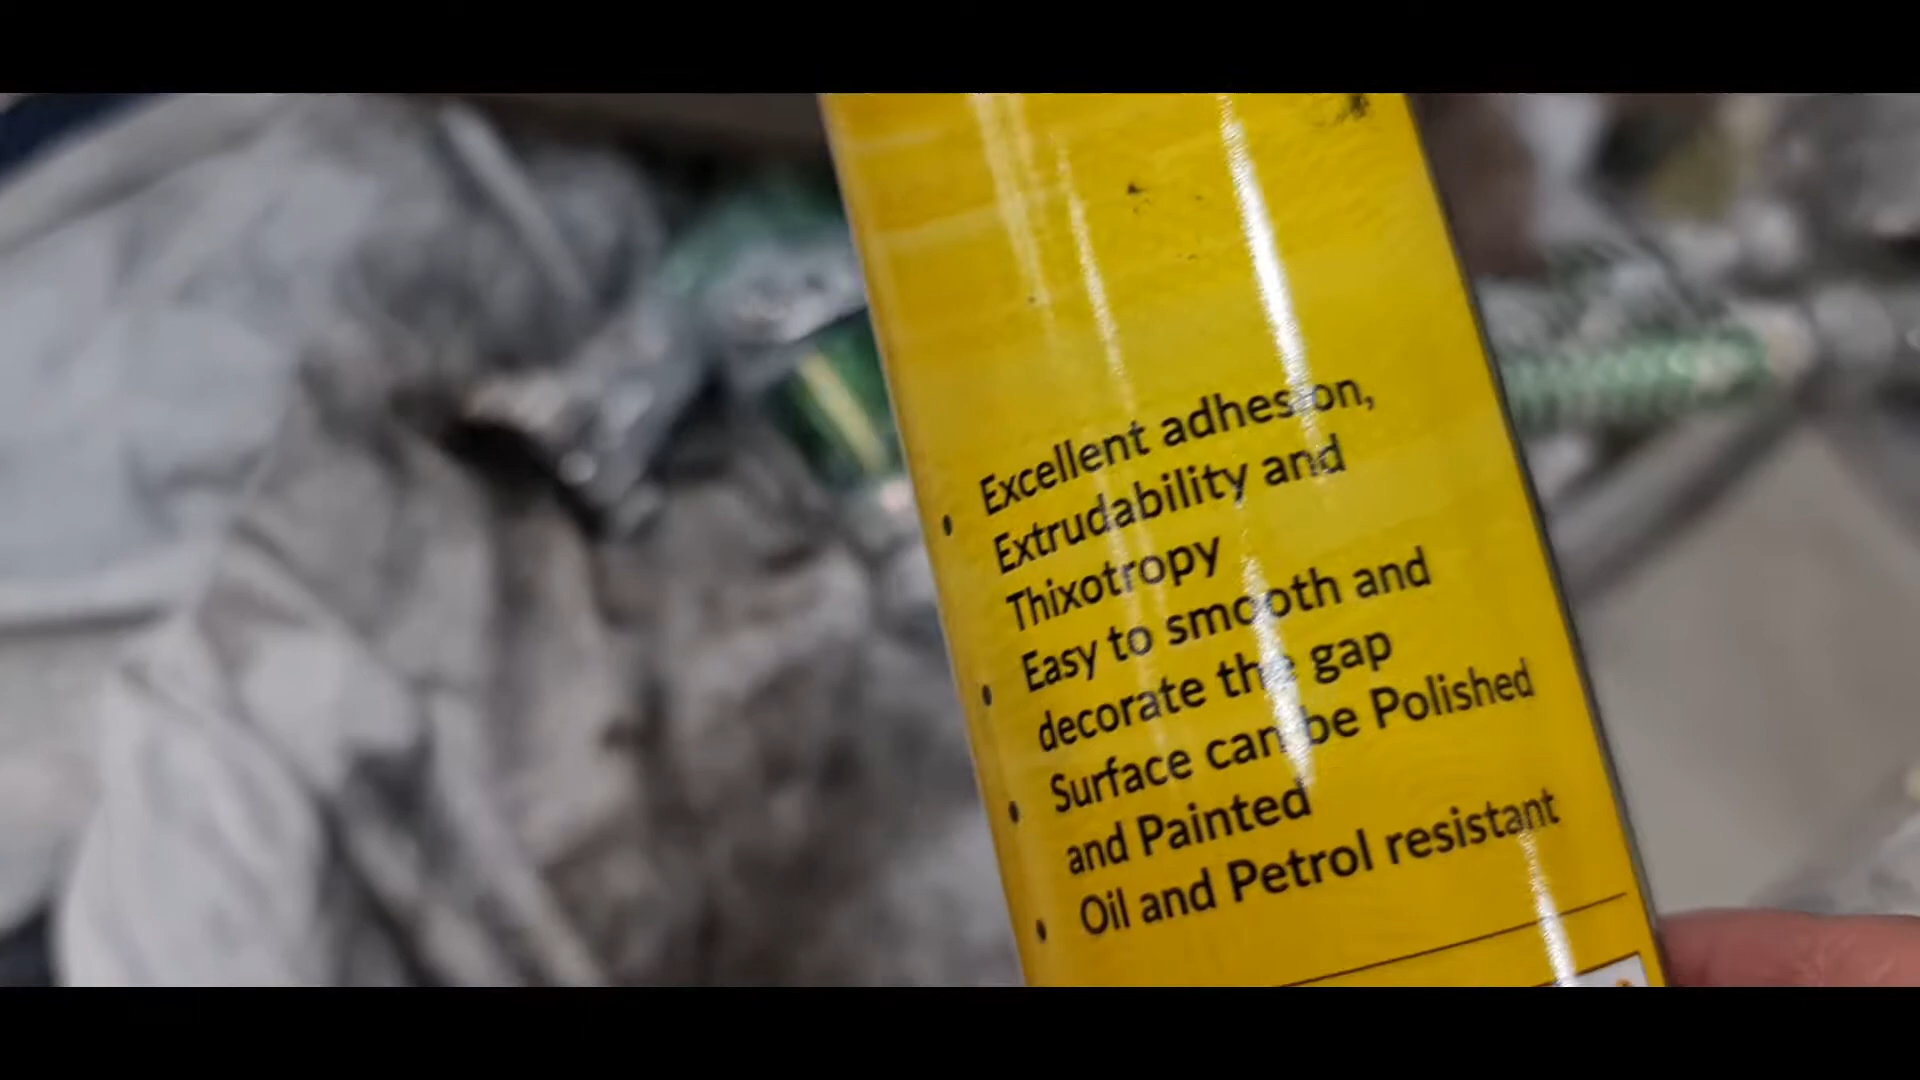 • Excellent adhesion,
Extrudability and
Thixotropy
• Easy to smooth and
decorate the gap
• Surface can be Polished
and Painted
• Oil and Petrol resistant